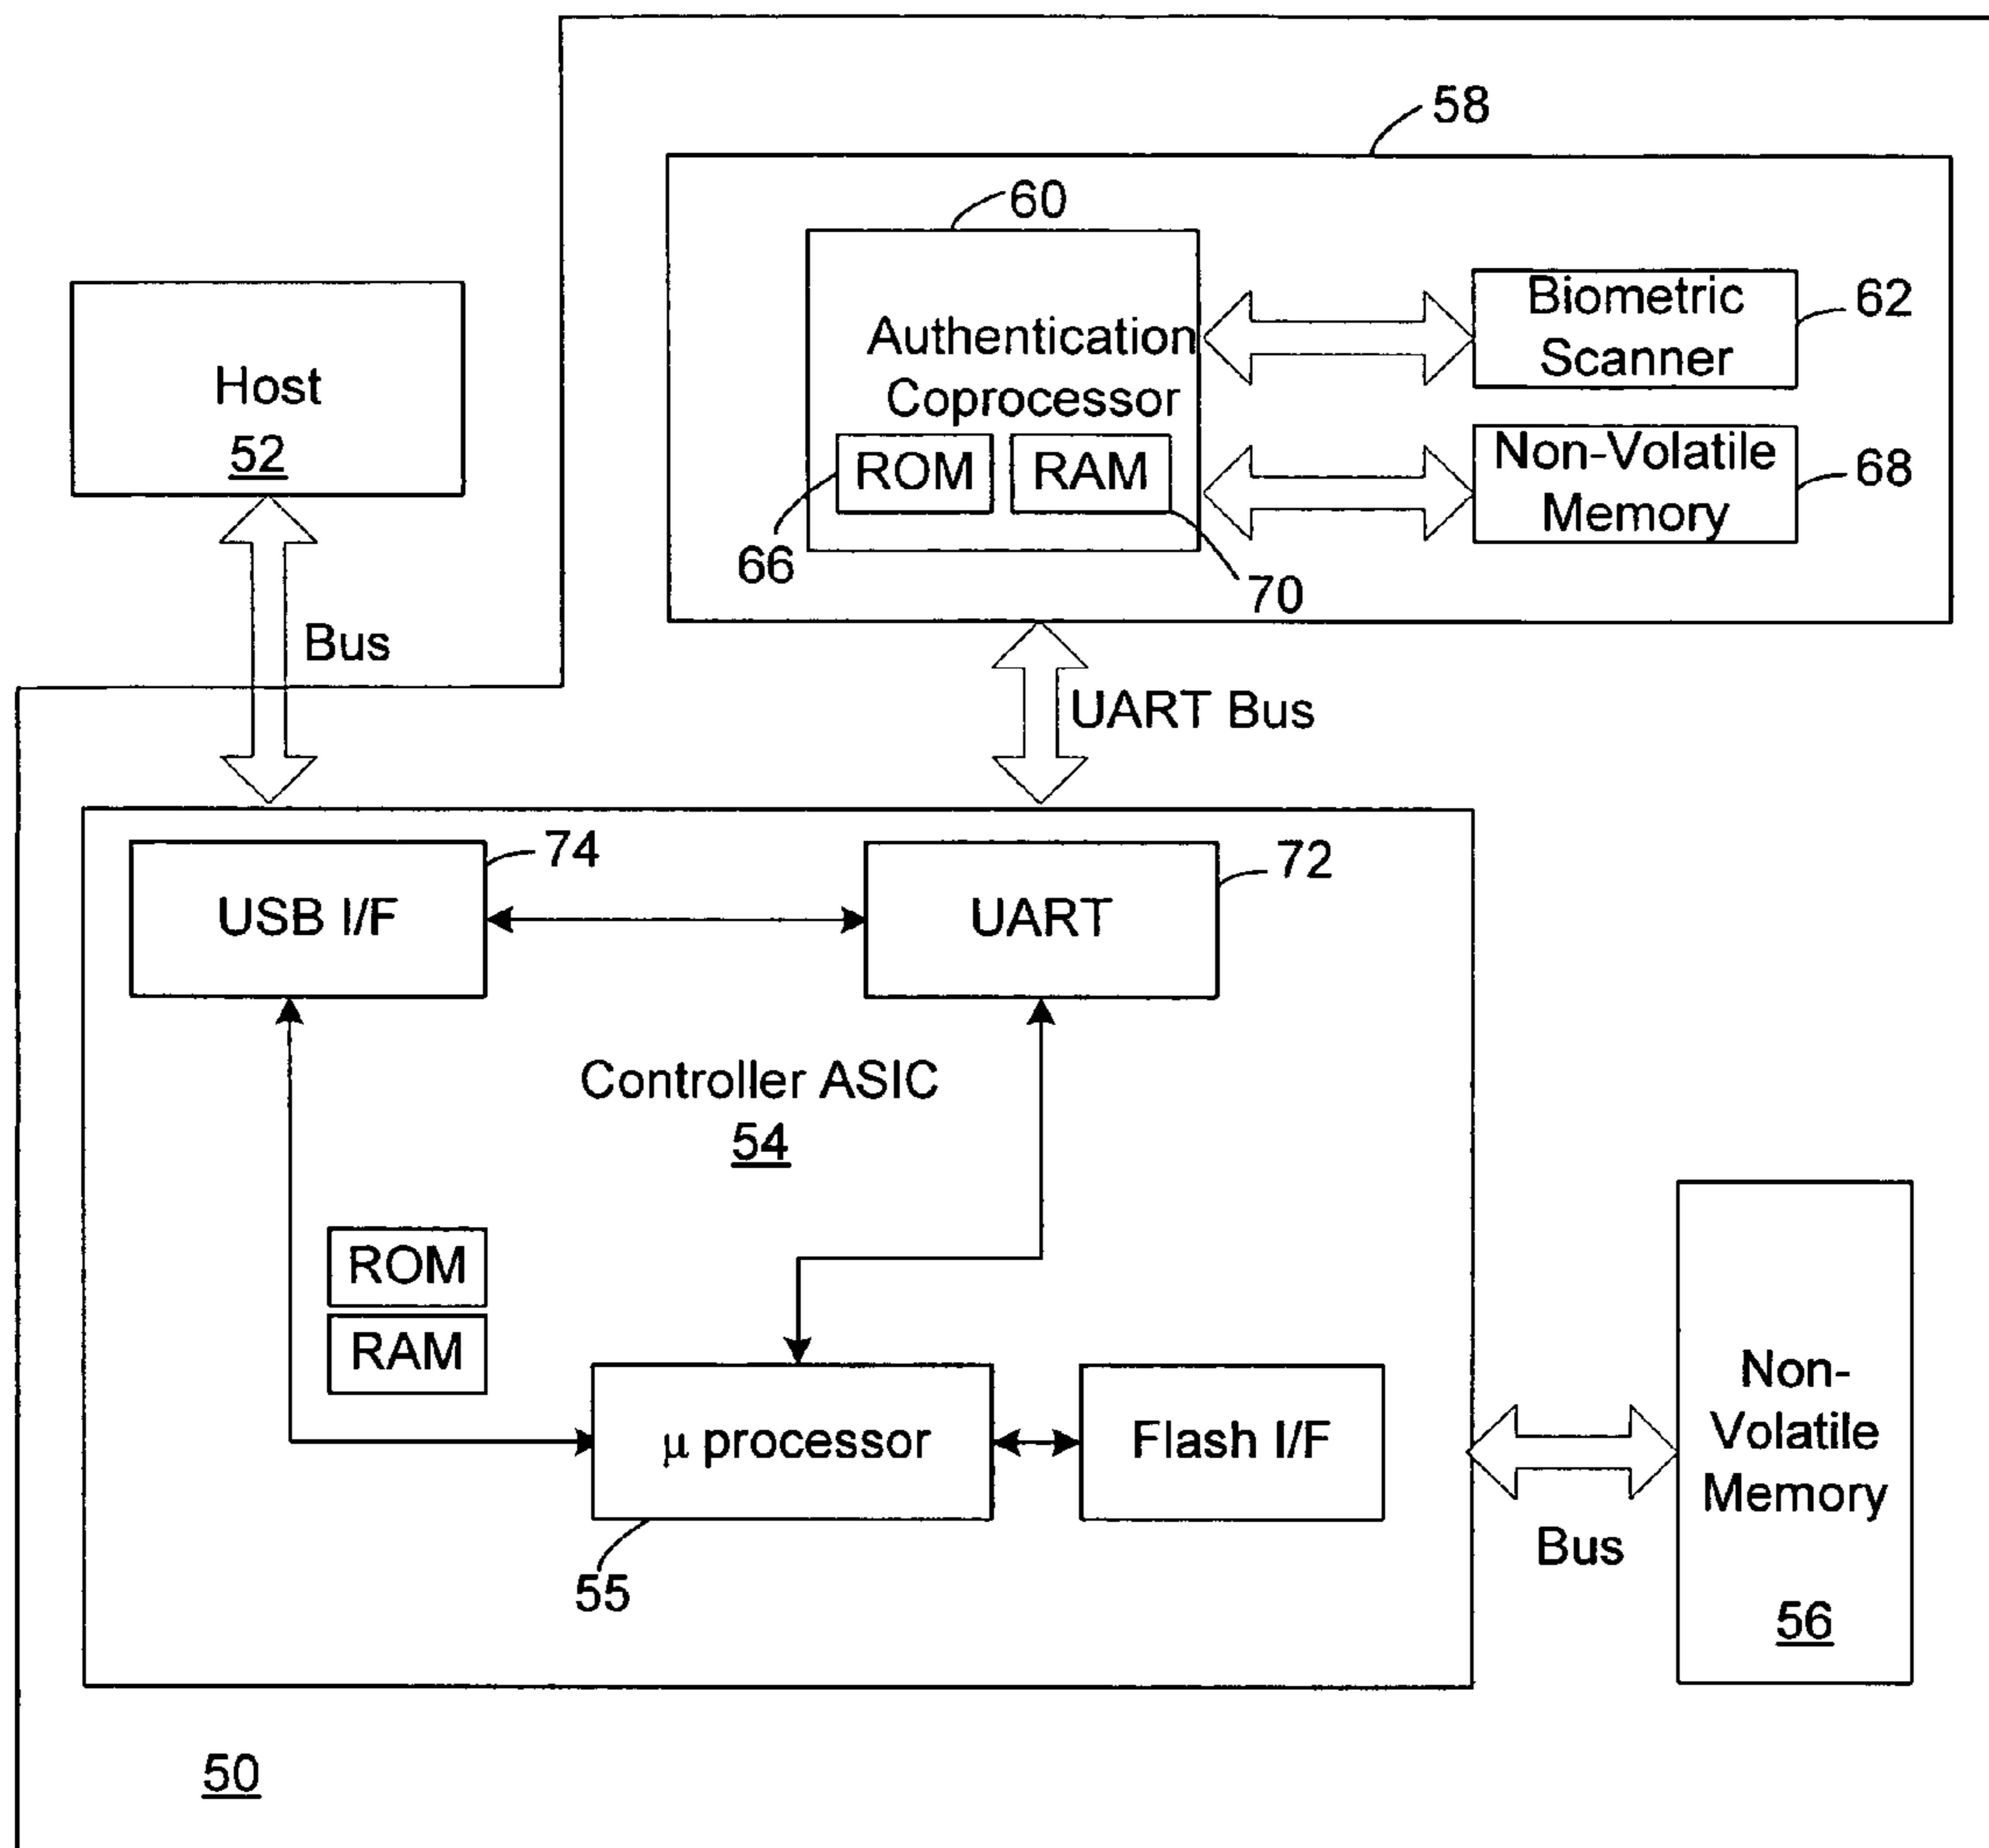 58
60
Host
52
Authentication
Coprocessor
ROM
RAM
66
70
Biometric
Scanner
62
Non-Volatile
Memory
68
Bus
UART Bus
74
USB I/F
72
UART
Controller ASIC
54
ROM
RAM
μ processor
Flash I/F
55
Bus
Non-
Volatile
Memory
56
50